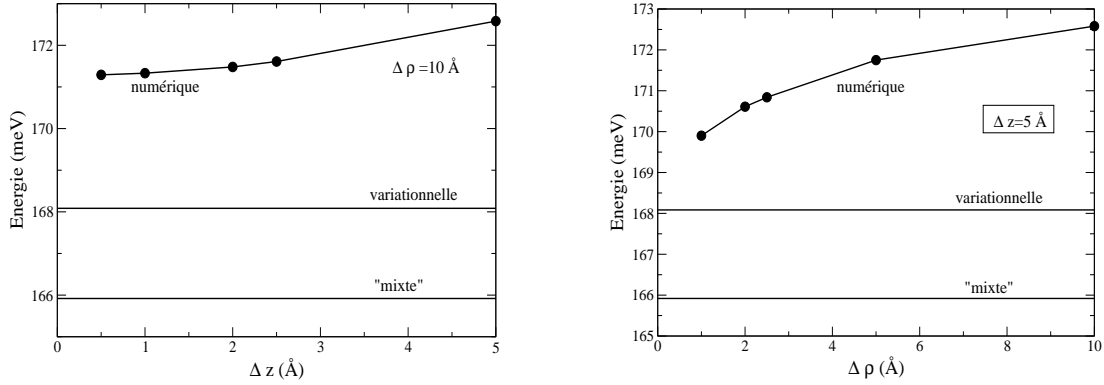 172
170
168
166
Energie (meV)
Δ ρ =10 Å
numérique
variationnelle
"mixte"
0 1 2 3 4 5
Δ z (Å)
173
172
171
170
169
168
167
166
165
Energie (meV)
numérique
Δ z=5 Å
variationnelle
"mixte"
0 2 4 6 8 10
Δ ρ (Å)